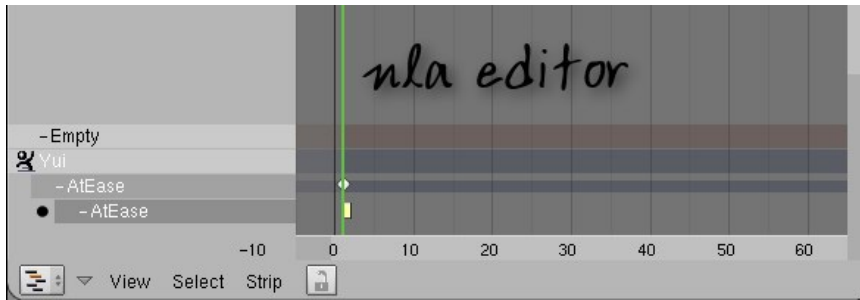 nla editor
-Empty
Yui
-AtEase
-AtEase
-10 0 10 20 30 40 50 60
View Select Strip